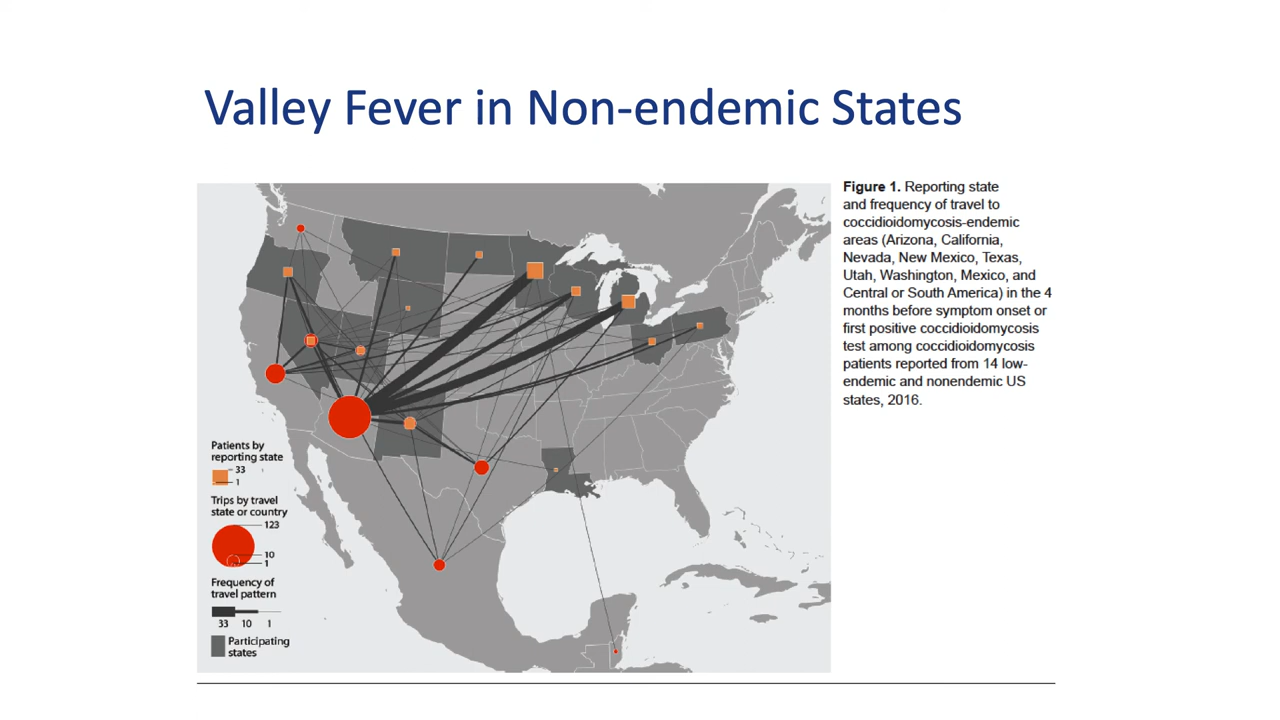 Valley Fever in Non-endemic States
Figure 1. Reporting state
and frequency of travel to
coccidioidomycosis-endemic
areas (Arizona, California,
Nevada, New Mexico, Texas,
Utah, Washington, Mexico, and
Central or South America) in the 4
months before symptom onset or
first positive coccidioidomycosis
test among coccidioidomycosis
patients reported from 14 low-
endemic and nonendemic US
states, 2016.
Patients by
reporting state
33
1
Trips by travel
state or country
123
10
1
Frequency of
travel pattern
33 10 1
Participating
states